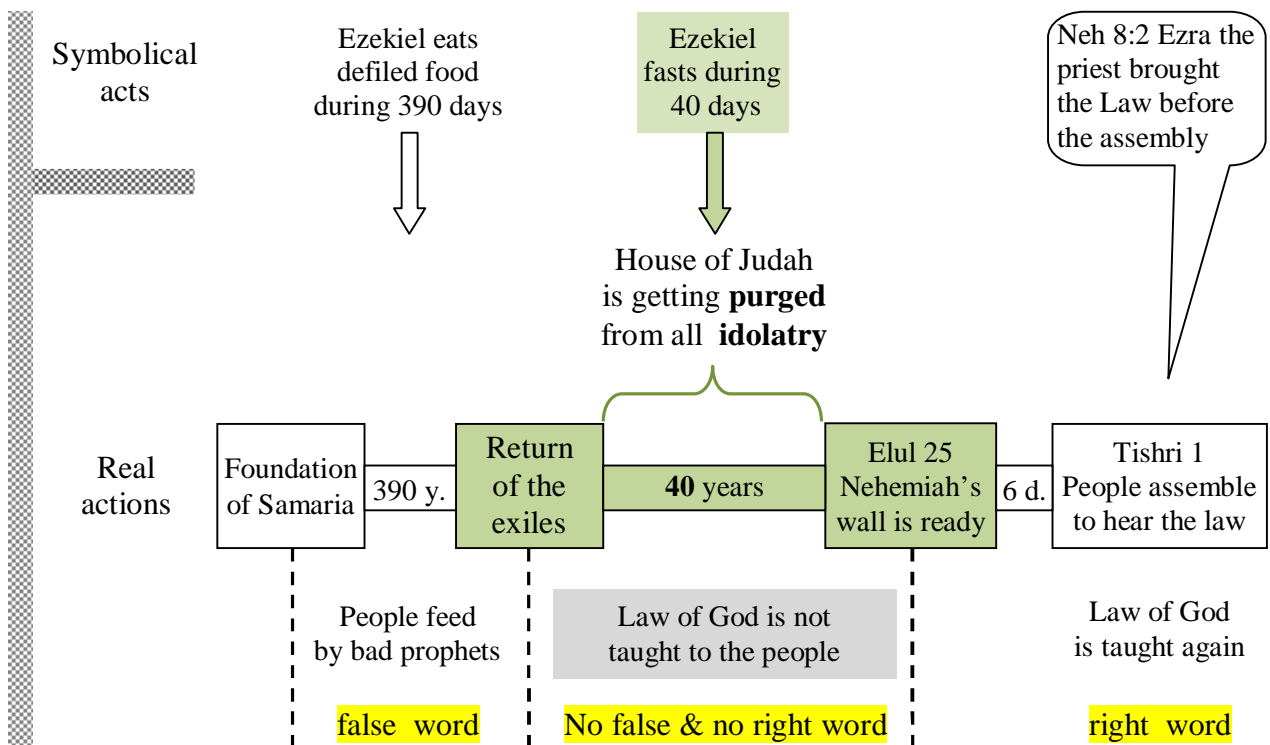 Symbolical
acts
Ezekiel eats
defiled food
during 390 days
Ezekiel
fasts during
40 days
Neh 8:2 Ezra the
priest brought
the Law before
the assembly
House of Judah
is getting purged
from all idolatry
Real
actions
Foundation
of Samaria
390 y.
Return
of the
exiles
40 years
Elul 25
Nehemiah's
wall is ready
6 d.
Tishri 1
People assemble
to hear the law
People feed
by bad prophets
Law of God is not
taught to the people
Law of God
is taught again
false word
No false & no right word
right word